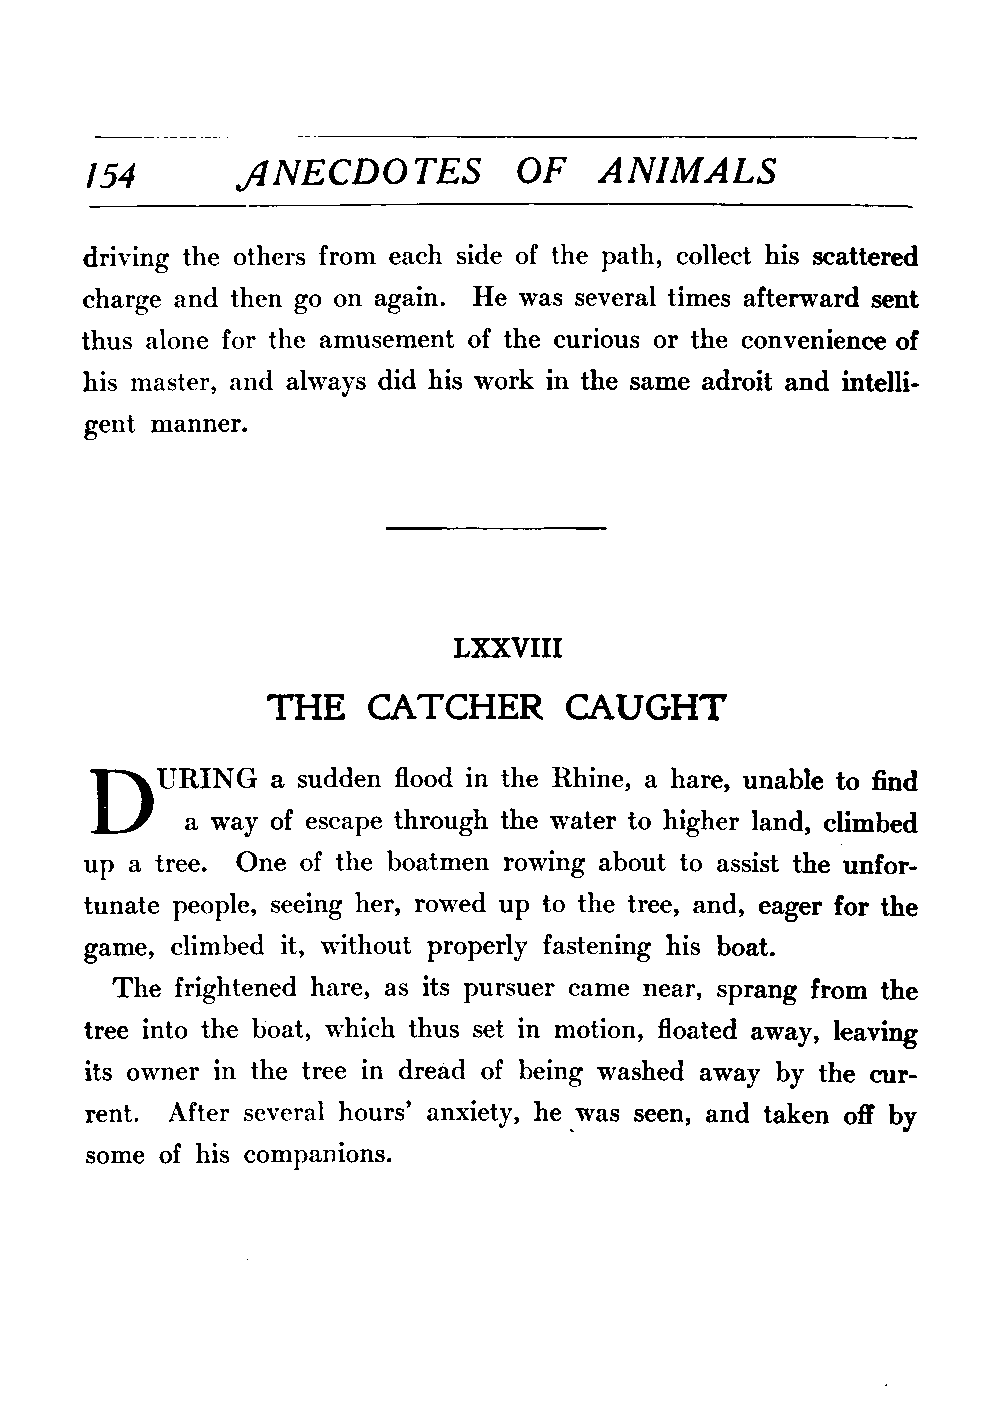 154 ANECDOTES OF ANIMALS
driving the others from each side of the path, collect his scattered
charge and then go on again. He was several times afterward sent
thus alone for the amusement of the curious or the convenience of
his master, and always did his work in the same adroit and intelli-
gent manner.
LXXVIII
THE CATCHER CAUGHT
DURING a sudden flood in the Rhine, a hare, unable to find
a way of escape through the water to higher land, climbed
up a tree. One of the boatmen rowing about to assist the unfor-
tunate people, seeing her, rowed up to the tree, and, eager for the
game, climbed it, without properly fastening his boat.
The frightened hare, as its pursuer came near, sprang from the
tree into the boat, which thus set in motion, floated away, leaving
its owner in the tree in dread of being washed away by the cur-
rent. After several hours' anxiety, he was seen, and taken off by
some of his companions.